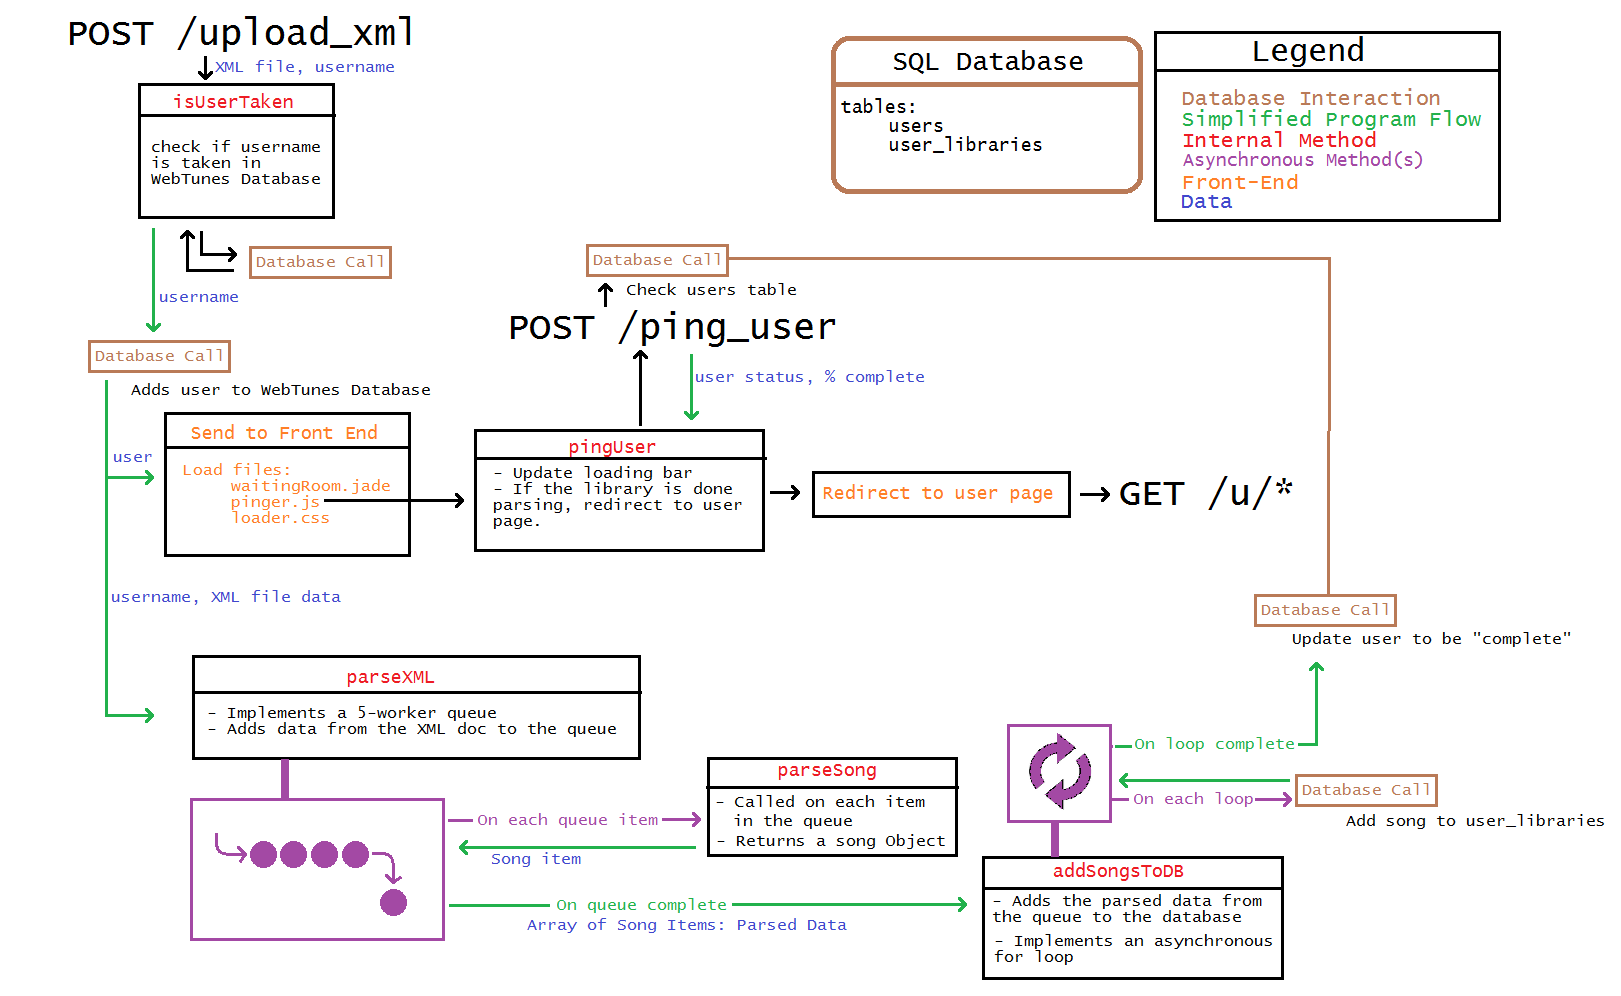 POST /upload_xml
XML file, username
isUserTaken
check if username
is taken in
WebTunes Database
Database Call
username
Database Call
Adds user to WebTunes Database
user
Send to Front End
Load files:
waitingRoom.jade
pinger.js
loader.css
username, XML file data
SQL Database
tables:
users
user_libraries
Legend
Database Interaction
Simplified Program Flow
Internal Method
Asynchronous Method(s)
Front-End
Data
Database Call
Check users table
POST /ping_user
user status, % complete
pingUser
- Update loading bar
- If the library is done
parsing, redirect to user
page.
Redirect to user page
GET /u/*
Database Call
Update user to be "complete"
parseXML
- Implements a 5-worker queue
- Adds data from the XML doc to the queue
On each queue item
Song item
parseSong
- Called on each item
in the queue
- Returns a song Object
On queue complete
Array of Song Items: Parsed Data
On loop complete
On each loop
Database Call
Add song to user_libraries
addSongsToDB
- Adds the parsed data from
the queue to the database
- Implements an asynchronous
for loop